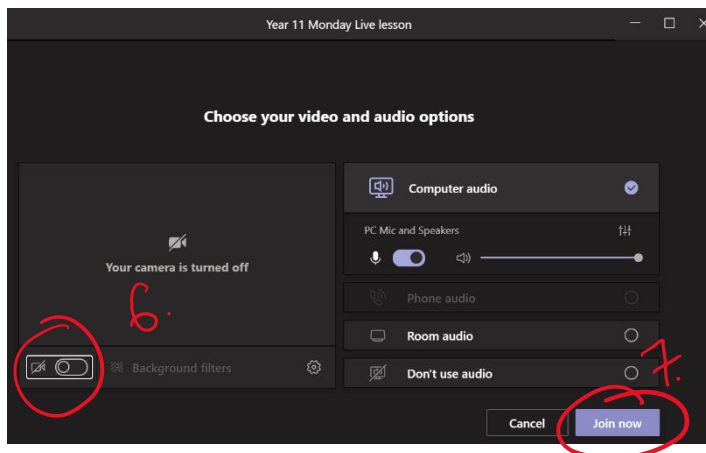 Year 11 Monday Live lesson
Choose your video and audio options
Your camera is turned off
6.
Background filters
Computer audio
PC Mic and Speakers
Phone audio
Room audio
Don't use audio
7.
Cancel
Join now